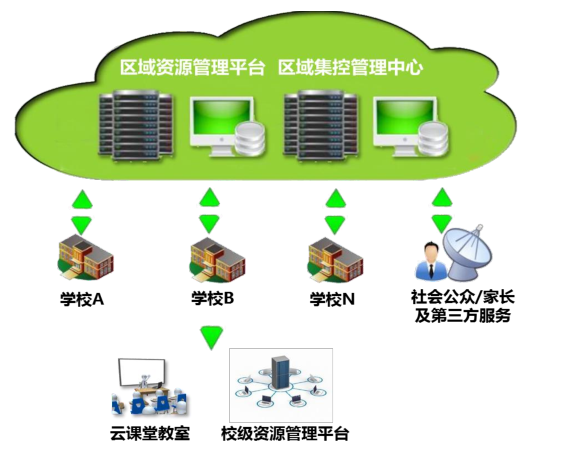 区域资源管理平台 区域集控管理中心
学校A
学校B
学校N
社会公众/家长
及第三方服务
云课堂教室
校级资源管理平台